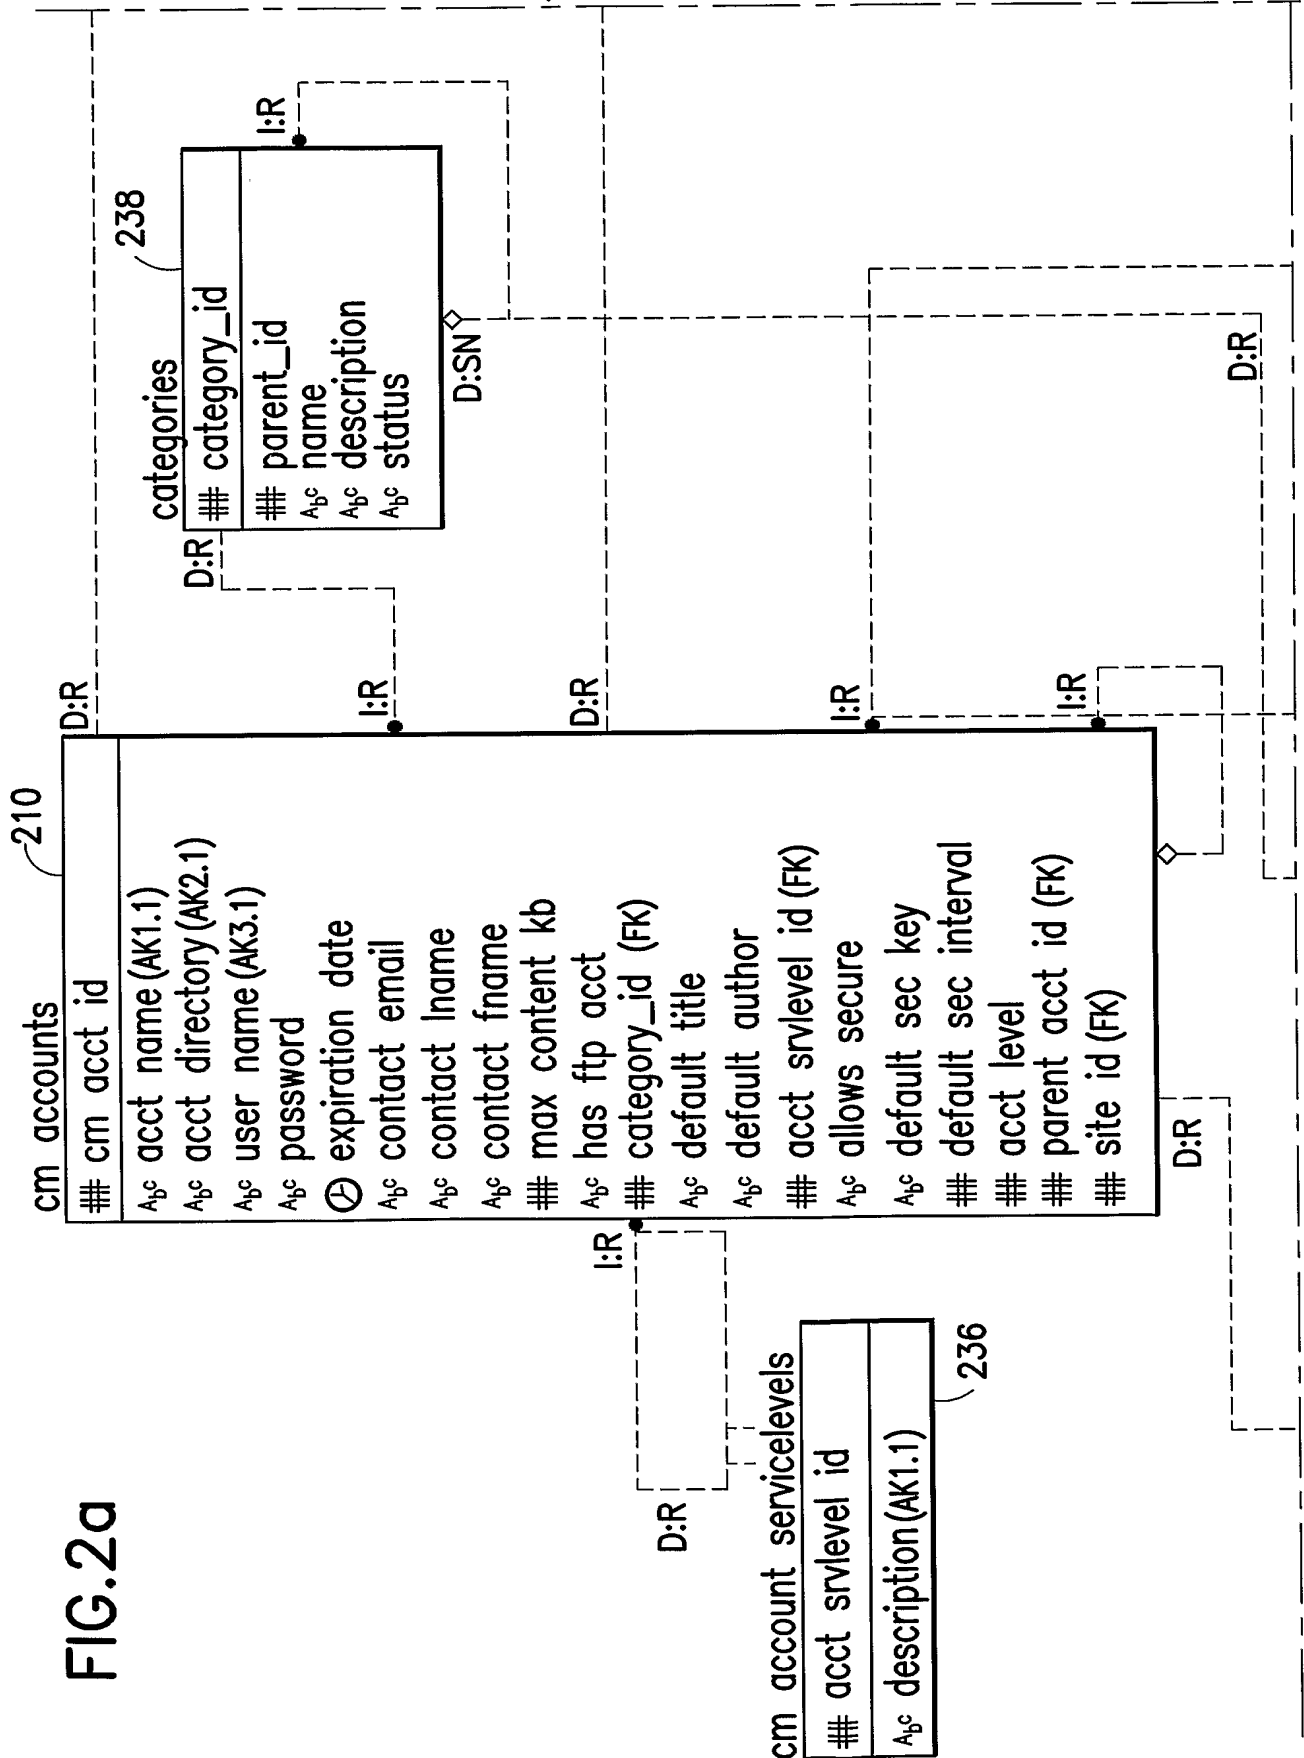 FIG.2a
cm accounts
210
## cm acct id
Abc acct name (AK1.1)
Abc acct directory (AK2.1)
Abc user name (AK3.1)
Abc password
expiration date
Abc contact email
Abc contact lname
Abc contact fname
## max content kb
Abc has ftp acct
## category_id (FK)
Abc default title
Abc default author
## acct srvlevel id (FK)
Abc allows secure
Abc default sec key
## default sec interval
## acct level
## parent acct id (FK)
## site id (FK)
D:R
I:R
D:R
I:R
I:R
I:R
D:R
D:R
cm account servicelevels
## acct srvlevel id
Abc description (AK1.1)
236
categories
238
## category_id
## parent_id
Abc name
Abc description
Abc status
D:R
I:R
D:SN
D:R